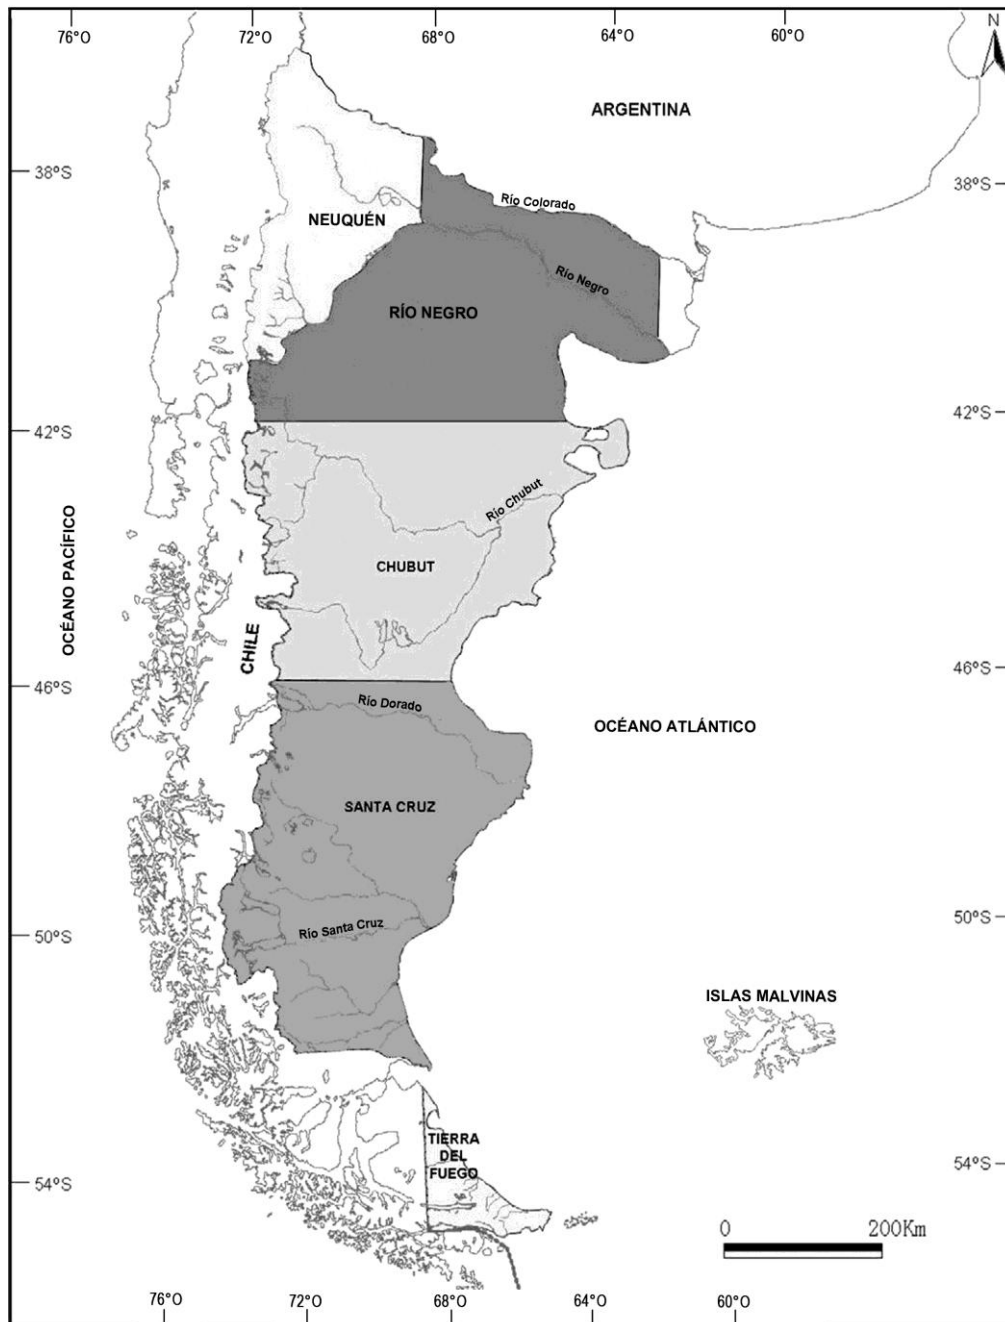 76°O
72°O
68°O
64°O
60°O
N
ARGENTINA
38°S
38°S
Río Colorado
NEUQUÉN
Río Negro
RÍO NEGRO
42°S
42°S
Río Chubut
OCÉANO PACÍFICO
CHUBUT
CHILE
46°S
46°S
Río Dorado
OCÉANO ATLÁNTICO
SANTA CRUZ
50°S
50°S
Río Santa Cruz
ISLAS MALVINAS
TIERRA
DEL
FUEGO
54°S
54°S
0 200Km
76°O
72°O
68°O
64°O
60°O